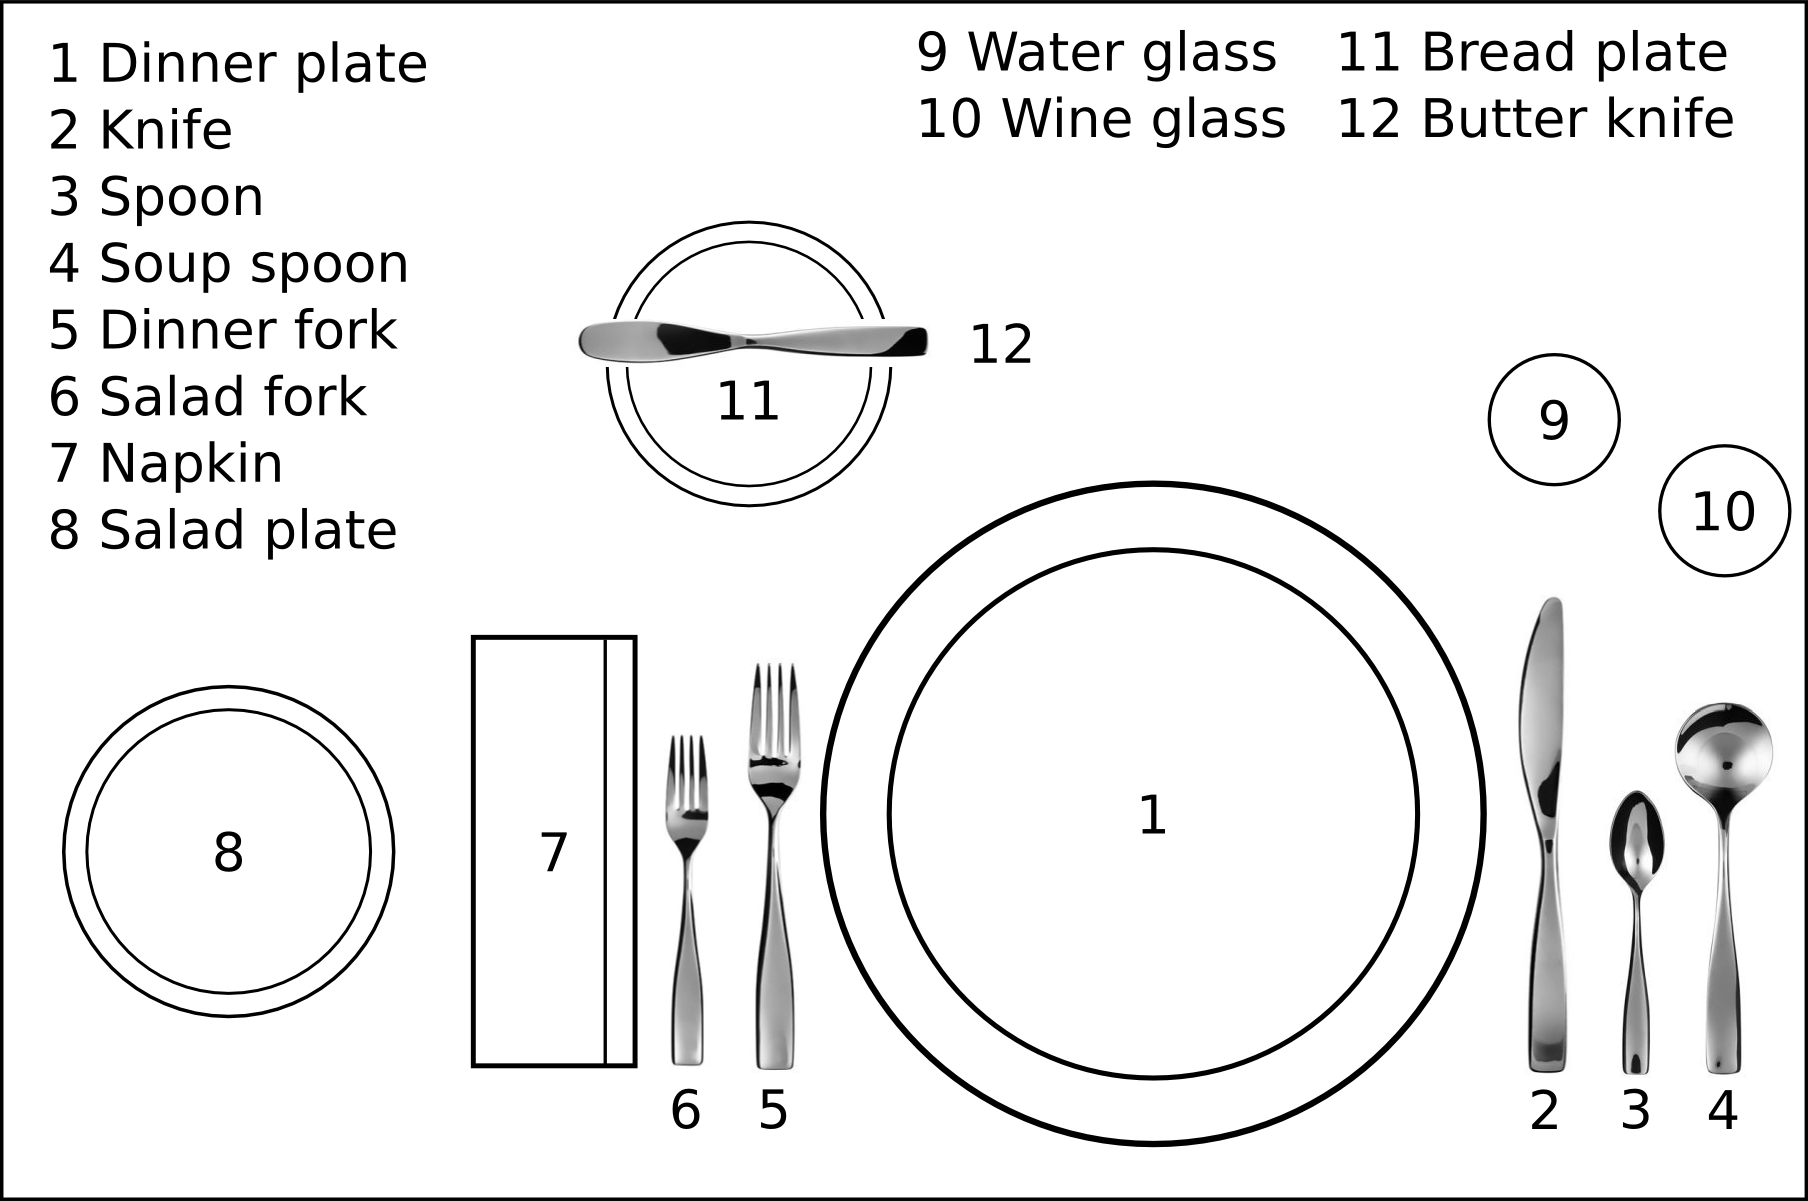 1 Dinner plate
2 Knife
3 Spoon
4 Soup spoon
5 Dinner fork
6 Salad fork
7 Napkin
8 Salad plate
9 Water glass
10 Wine glass
11 Bread plate
12 Butter knife
12
11
9
10
8
7
1
6
5
2
3
4